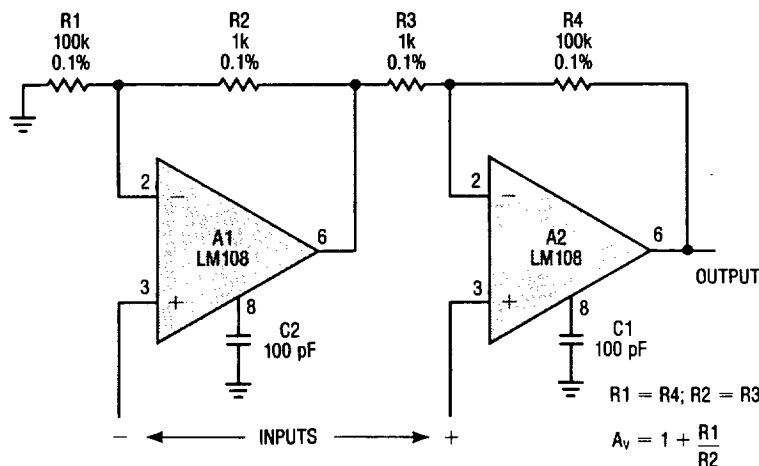 R1
100k
0.1%
R2
1k
0.1%
R3
1k
0.1%
R4
100k
0.1%
2
−
A1
LM108
6
3
+
8
C2
100 pF
2
−
A2
LM108
6
OUTPUT
3
+
8
C1
100 pF
R1 = R4; R2 = R3
− INPUTS +
Av = 1 + R1/R2